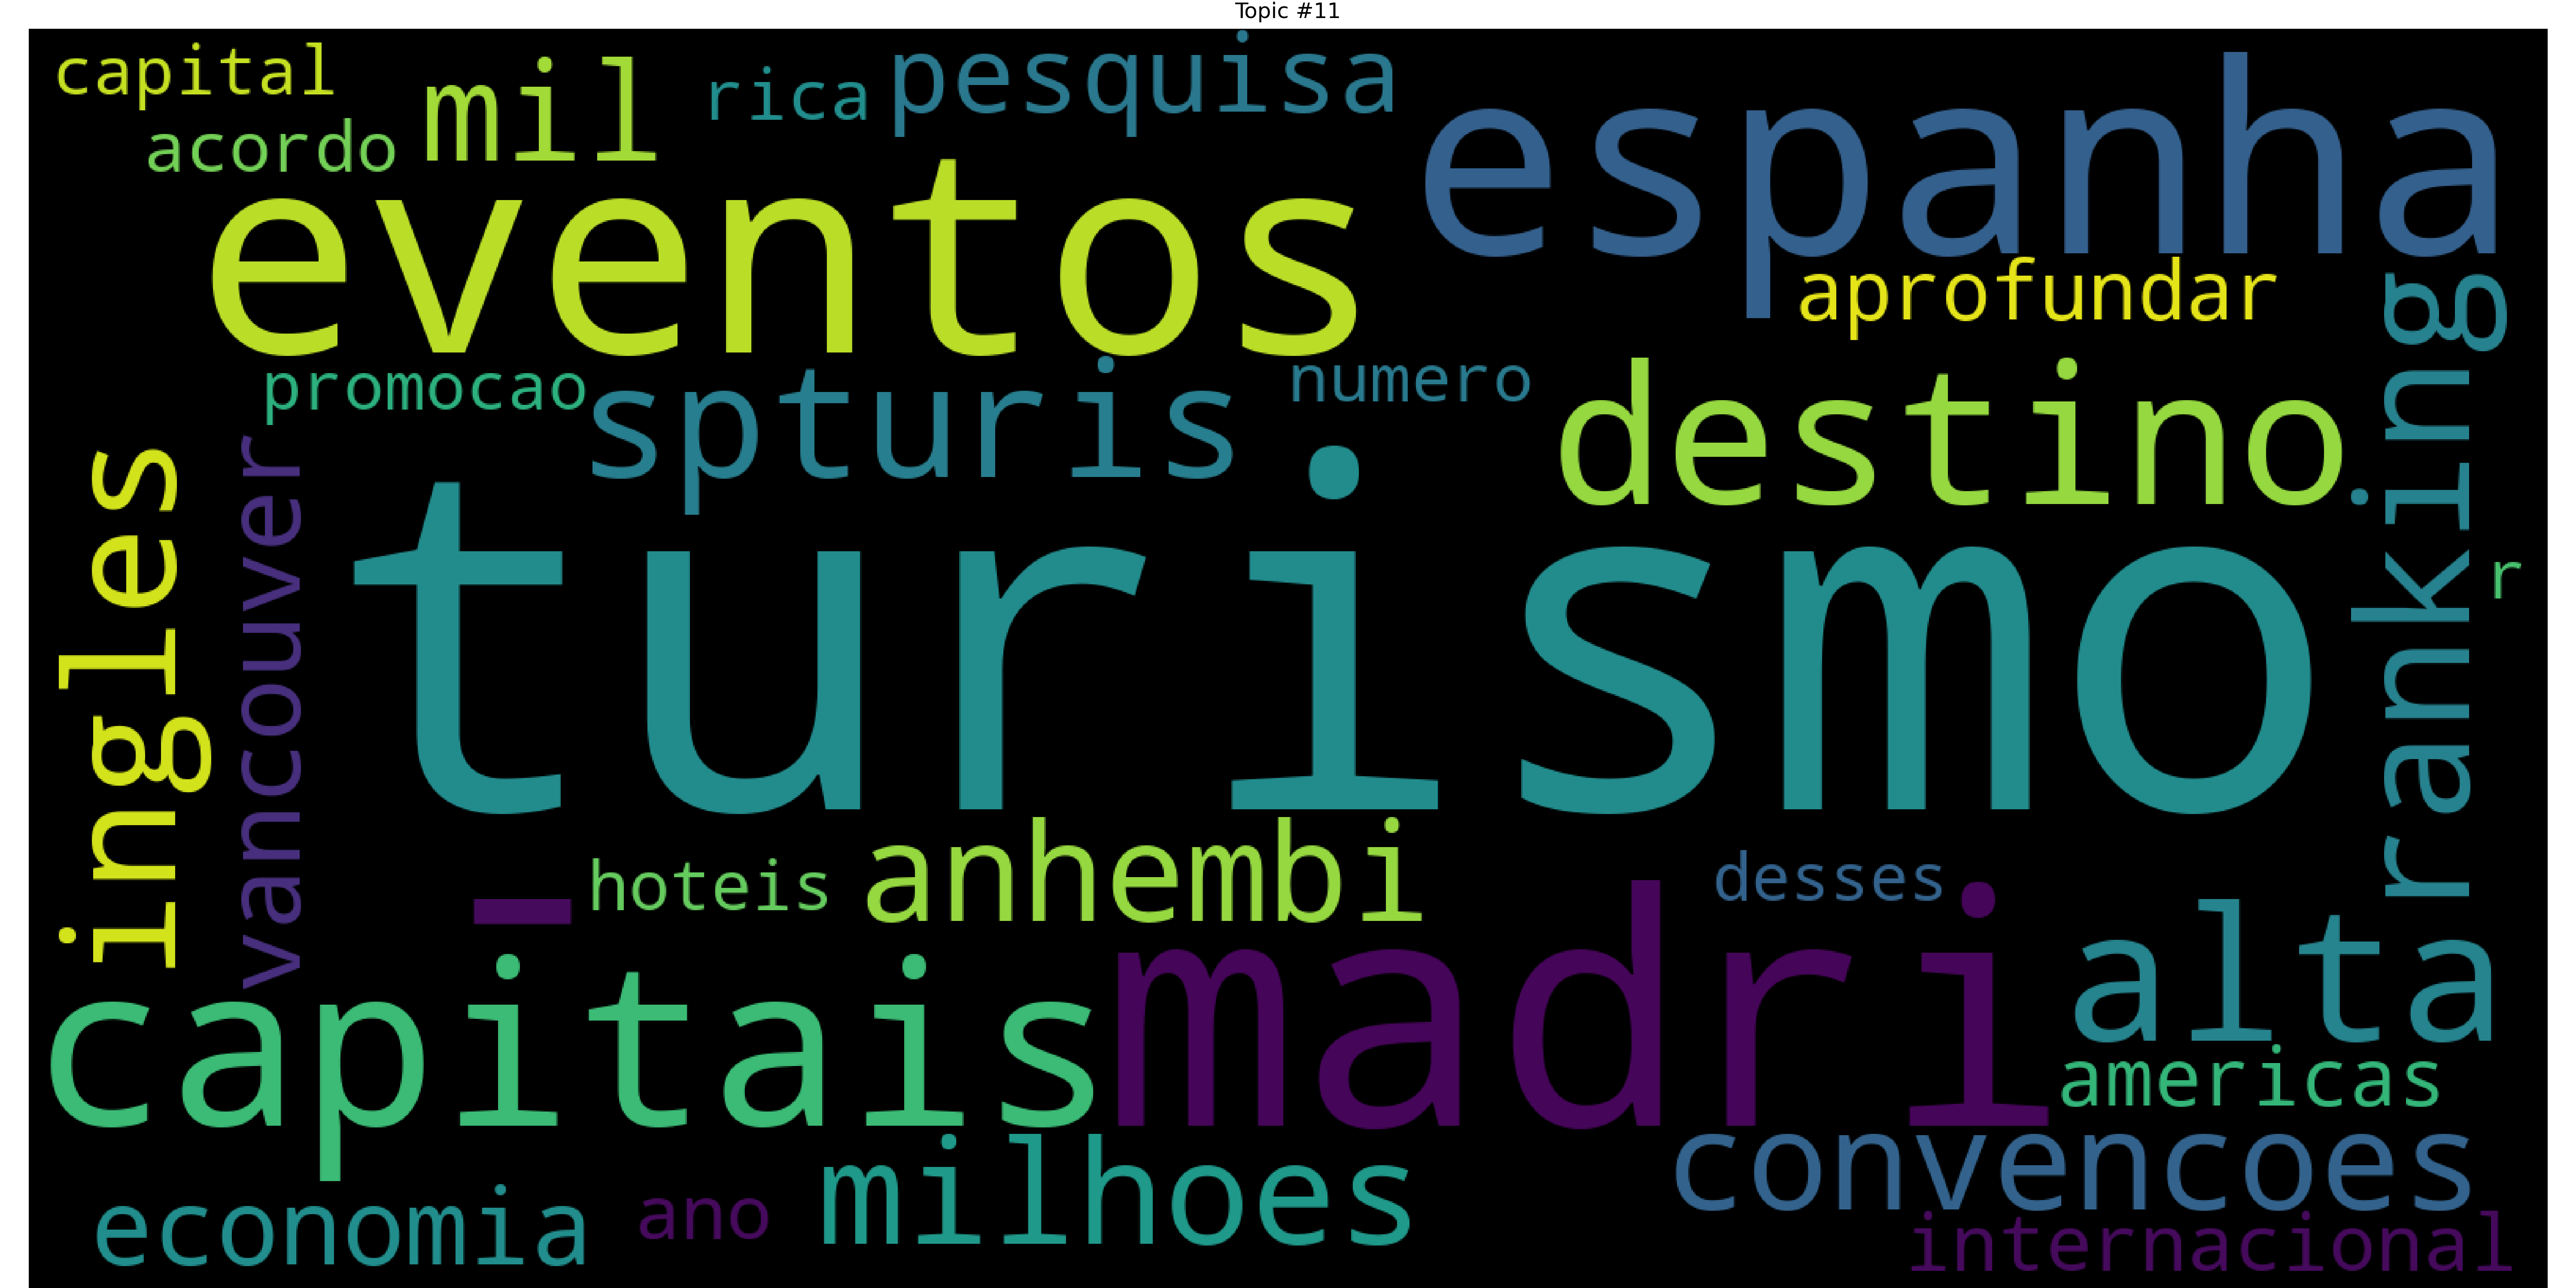 Topic #11
capital
mil
rica
pesquisa
espanha
acordo
eventos
aprofundar
promocao
spturis
numero
destino
ranking
ingles
vancouver
turismo
r
hoteis
anhembi
desses
capitais
madri
alta
americas
economia
ano
milhoes
convencoes
internacional